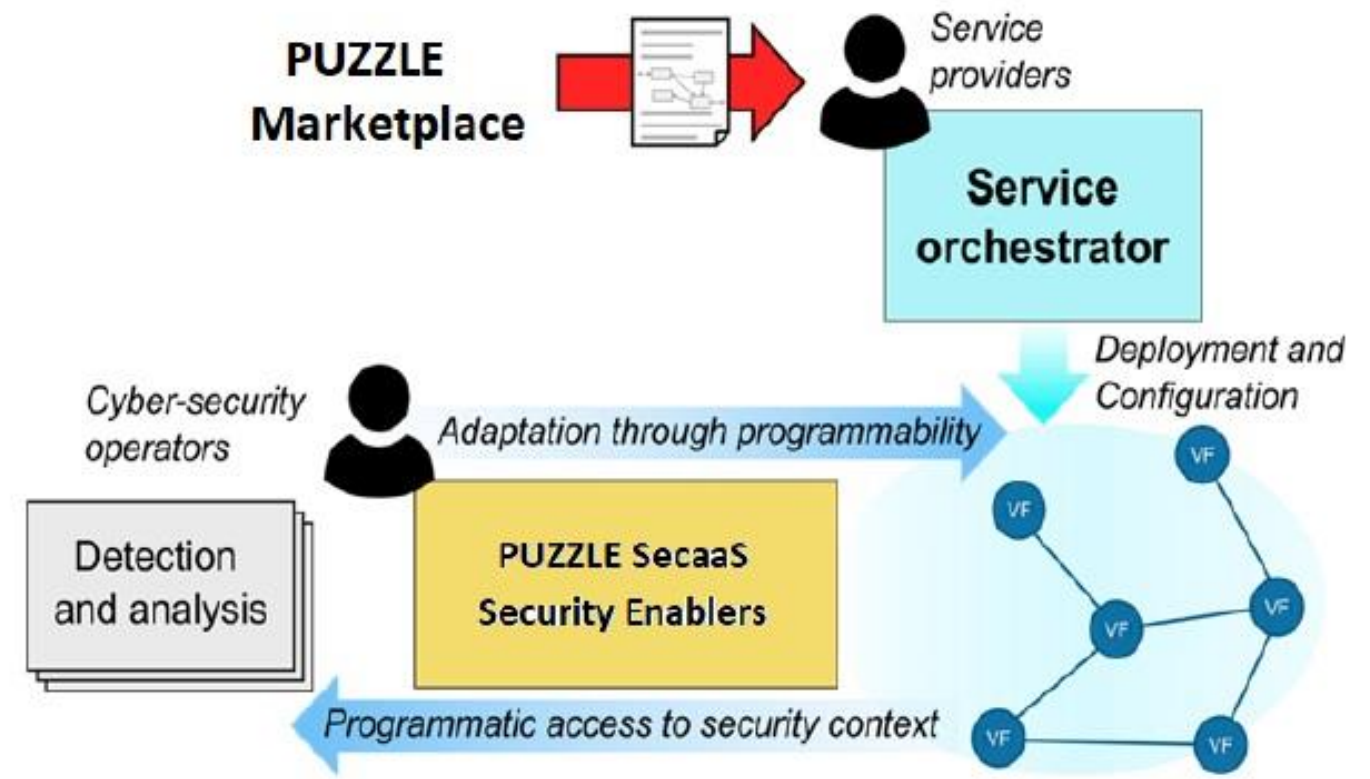 PUZZLE
Marketplace
Service
providers
Service
orchestrator
Deployment and
Configuration
Cyber-security
operators
Adaptation through programmability
Detection
and analysis
PUZZLE SecaaS
Security Enablers
Programmatic access to security context
VF
VF
VF
VF
VF
VF